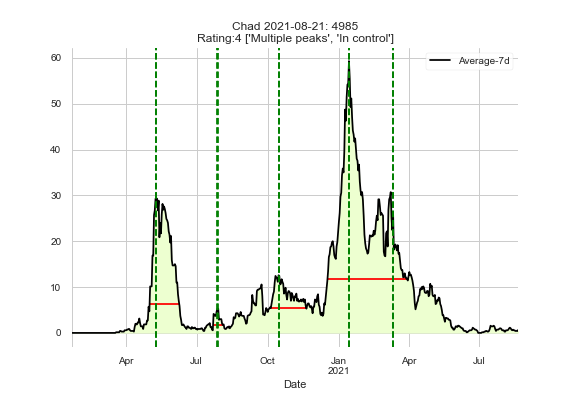 Chad 2021-08-21: 4985
Rating:4 ['Multiple peaks', 'In control']
Average-7d
60
50
40
30
20
10
0
Apr
Jul
Oct
Jan
2021
Apr
Jul
Date